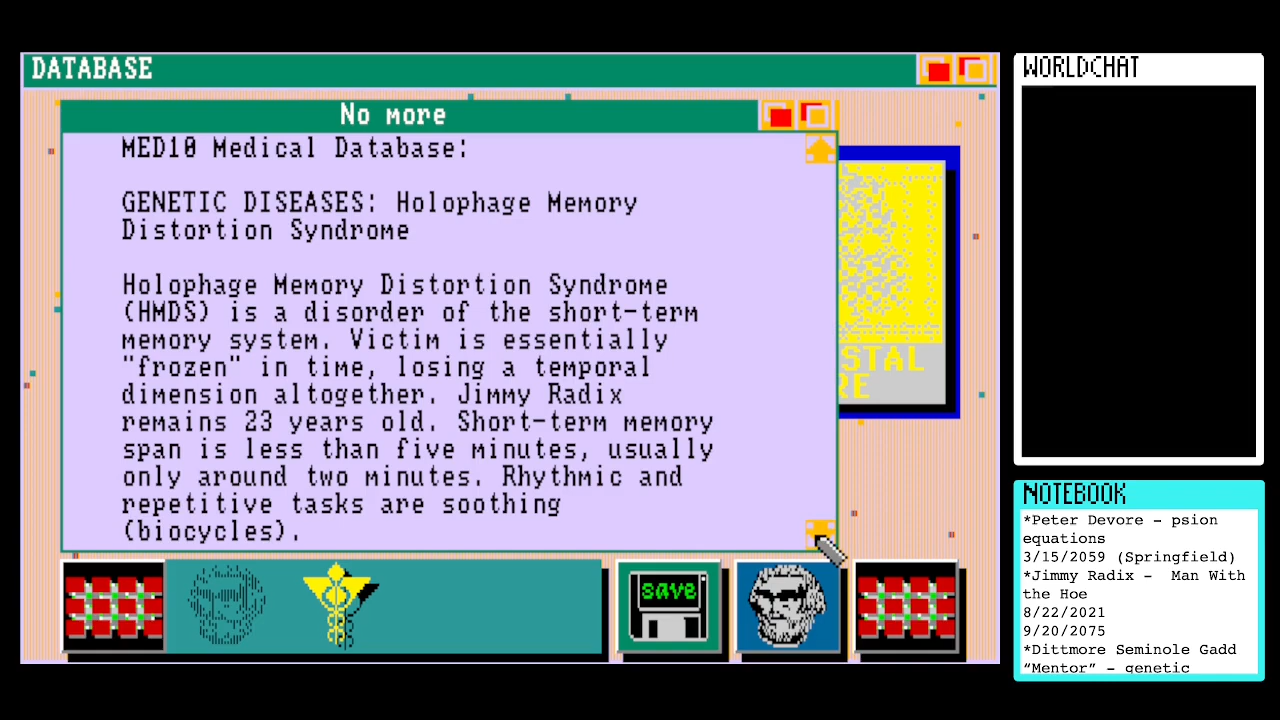 DATABASE
No more
MED10 Medical Database:
GENETIC DISEASES: Holophage Memory
Distortion Syndrome
Holophage Memory Distortion Syndrome
(HMDS) is a disorder of the short-term
memory system. Victim is essentially
"frozen" in time, losing a temporal
dimension altogether. Jimmy Radix
remains 23 years old. Short-term memory
span is less than five minutes, usually
only around two minutes. Rhythmic and
repetitive tasks are soothing
(biocycles).
STAL
RE
save
WORLDCHAT
NOTEBOOK
*Peter Devore – psion
equations
3/15/2059 (Springfield)
*Jimmy Radix –  Man With
the Hoe
8/22/2021
9/20/2075
*Dittmore Seminole Gadd
“Mentor” – genetic